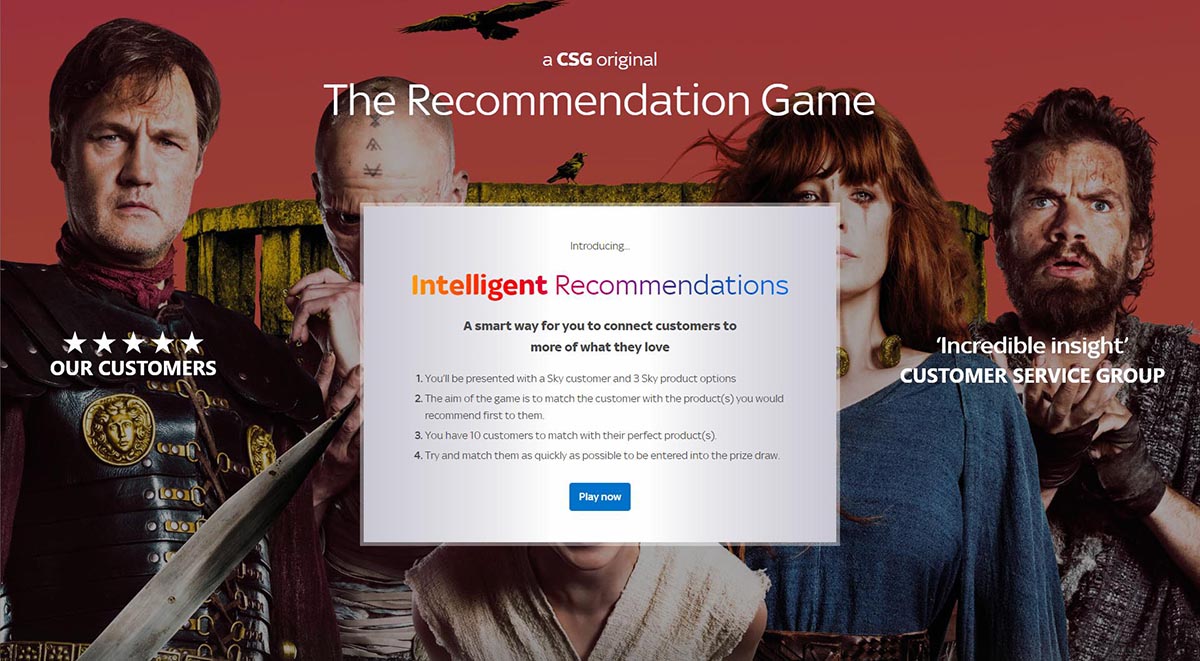 a CSG original
The Recommendation Game
Introducing...
Intelligent Recommendations
A smart way for you to connect customers to
more of what they love
★★★★★
OUR CUSTOMERS
'Incredible insight'
CUSTOMER SERVICE GROUP
1. You'll be presented with a Sky customer and 3 Sky product options
2. The aim of the game is to match the customer with the product(s) you would
recommend first to them.
3. You have 10 customers to match with their perfect product(s).
4. Try and match them as quickly as possible to be entered into the prize draw.
Play now